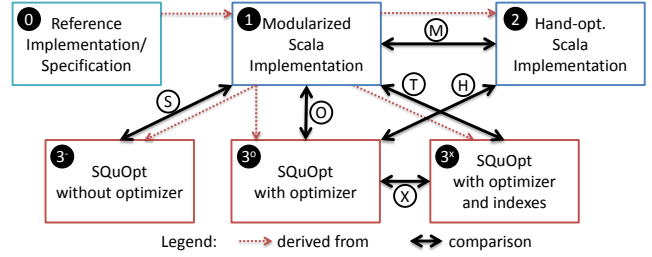 0 Reference
Implementation/
Specification
1 Modularized
Scala
Implementation
M
2 Hand-opt.
Scala
Implementation
S
O
T
H
3⁻ SQuOpt
without optimizer
3ᵒ SQuOpt
with optimizer
X
3ˣ SQuOpt
with optimizer
and indexes
Legend: derived from comparison